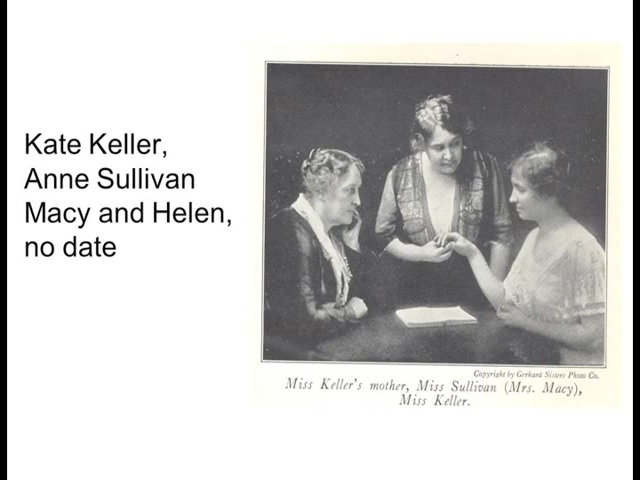 Kate Keller,
Anne Sullivan
Macy and Helen,
no date
Copyright by Gerhard Sisters Photo Co.
Miss Keller's mother, Miss Sullivan (Mrs. Macy),
Miss Keller.